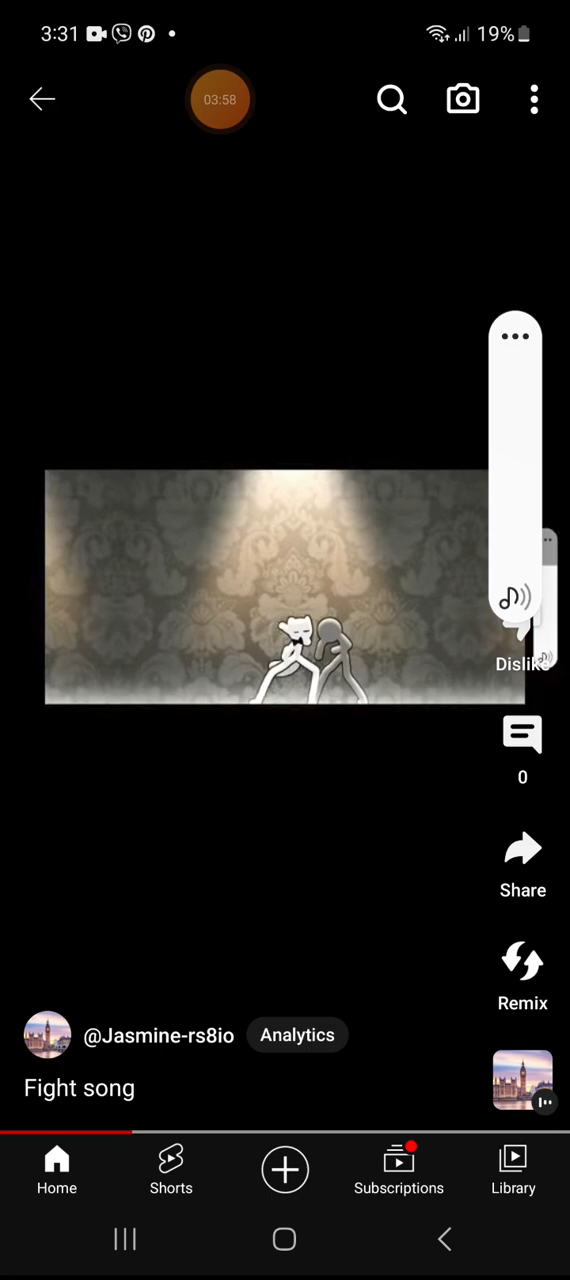 3:31
19%
03:58
Dislike
0
Share
Remix
@Jasmine-rs8io
Analytics
Fight song
Home
Shorts
Subscriptions
Library